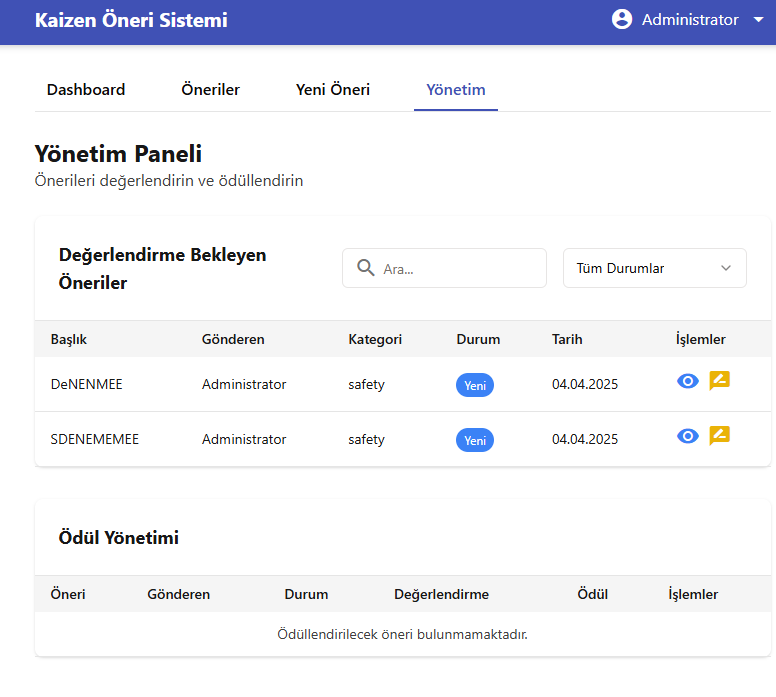 Kaizen Öneri Sistemi
Administrator
Dashboard Öneriler Yeni Öneri Yönetim
Yönetim Paneli
Önerileri değerlendirin ve ödüllendirin
Değerlendirme Bekleyen
Öneriler
Ara...
Tüm Durumlar
Başlık Gönderen Kategori Durum Tarih İşlemler
DeNENMEE Administrator safety Yeni 04.04.2025
SDENEMEMEE Administrator safety Yeni 04.04.2025
Ödül Yönetimi
Öneri Gönderen Durum Değerlendirme Ödül İşlemler
Ödüllendirilecek öneri bulunmamaktadır.